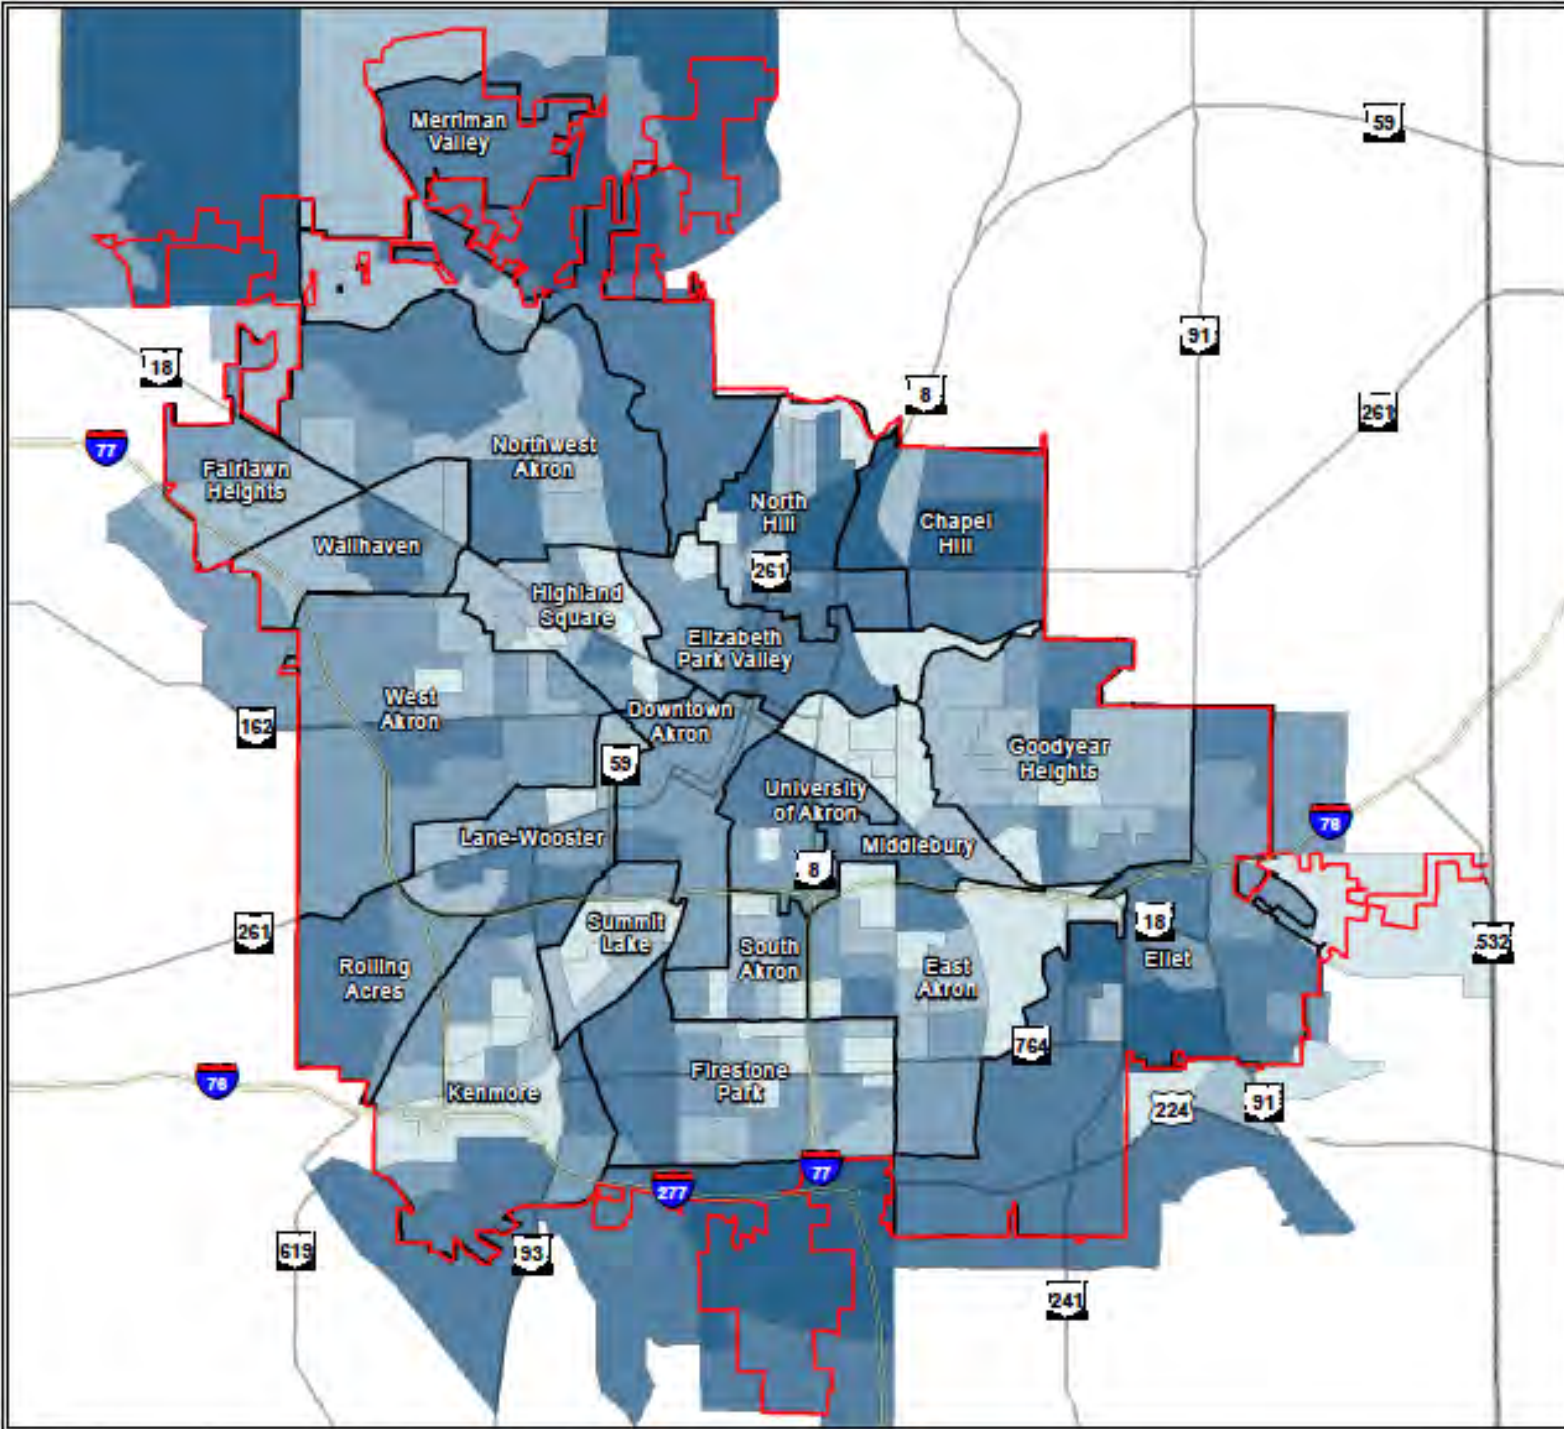 Merriman
Valley
59
91
18
8
261
77
Northwest
Akron
Fairlawn
Heights
North
Hill
Chapel
Hill
Wallhaven
261
Highland
Square
Elizabeth
Park Valley
West
Akron
Downtown
Akron
162
Goodyear
Heights
59
University
of Akron
76
Lane-Wooster
Middlebury
8
Summit
Lake
18
261
South
Akron
532
Ellet
Rolling
Acres
East
Akron
764
76
Firestone
Park
Kenmore
224
91
77
277
619
93
241